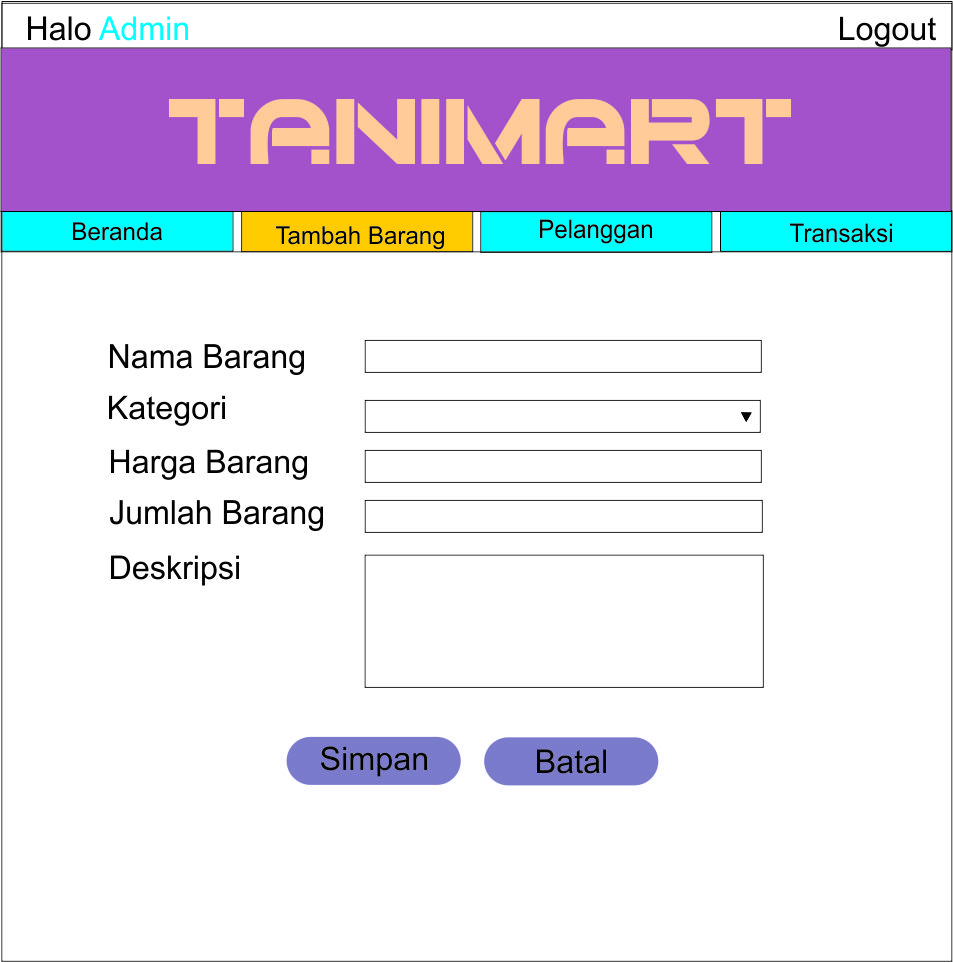 Halo Admin Logout
TANIMART
Beranda Tambah Barang Pelanggan Transaksi
Nama Barang
Kategori
Harga Barang
Jumlah Barang
Deskripsi
Simpan Batal